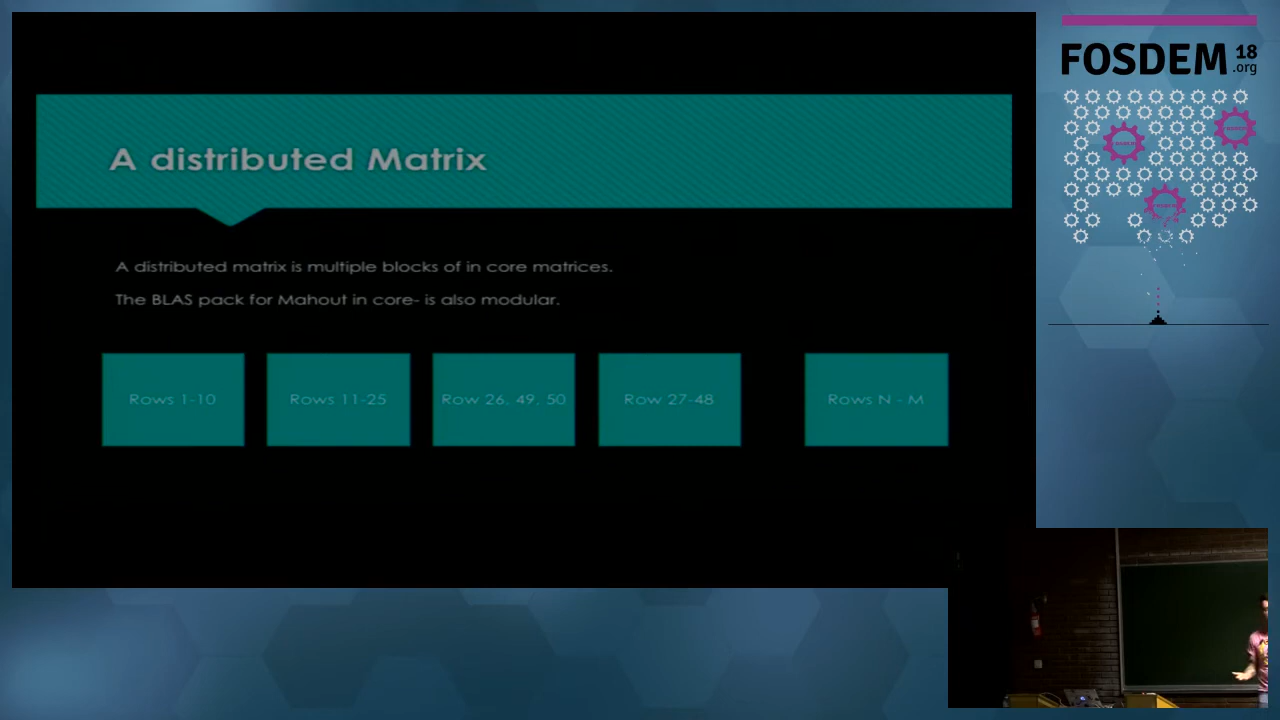 A distributed Matrix
A distributed matrix is multiple blocks of in core matrices.
The BLAS pack for Mahout in core- is also modular.
Rows 1-10
Rows 11-25
Row 26, 49, 50
Row 27-48
Rows N - M
FOSDEM 18
.org